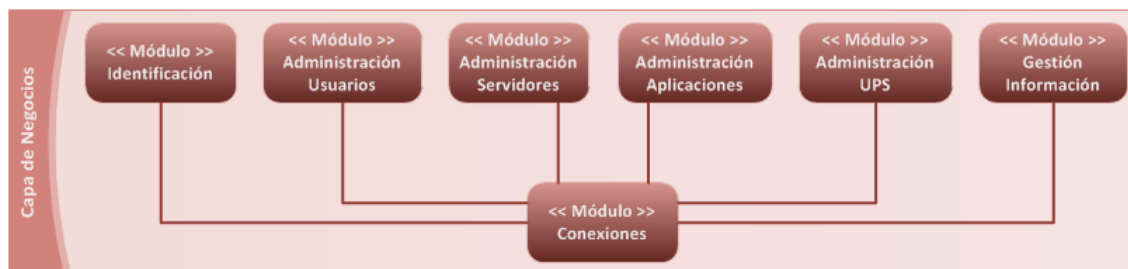 Capa de Negocios
<< Módulo >>
Identificación
<< Módulo >>
Administración
Usuarios
<< Módulo >>
Administración
Servidores
<< Módulo >>
Administración
Aplicaciones
<< Módulo >>
Administración
UPS
<< Módulo >>
Gestión
Información
<< Módulo >>
Conexiones